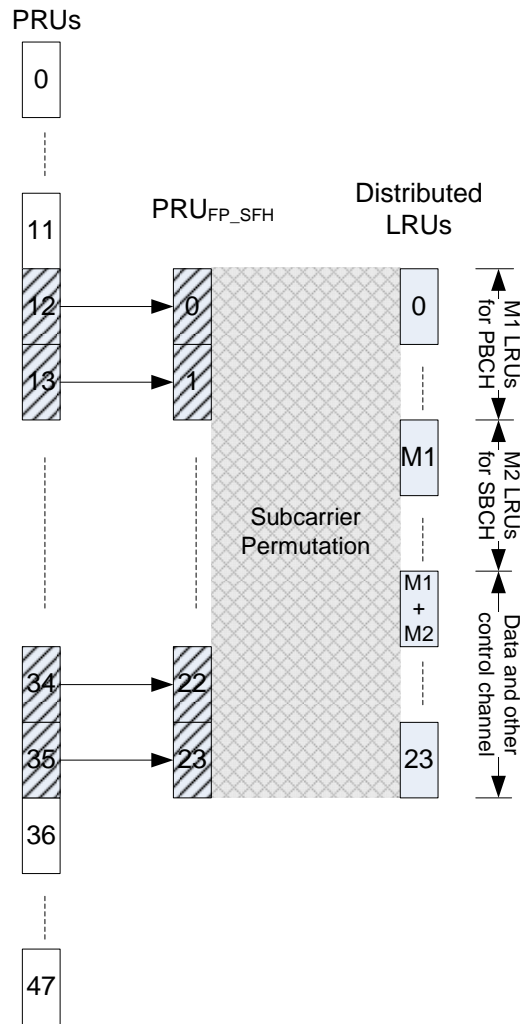 PRUs
0
11
12
13
34
35
36
47
PRUFP_SFH
0
1
22
23
Subcarrier
Permutation
Distributed
LRUs
0
M1
M1
+
M2
23
M1 LRUs
for PBCH
M2 LRUs
for SBCH
Data and other
control channel